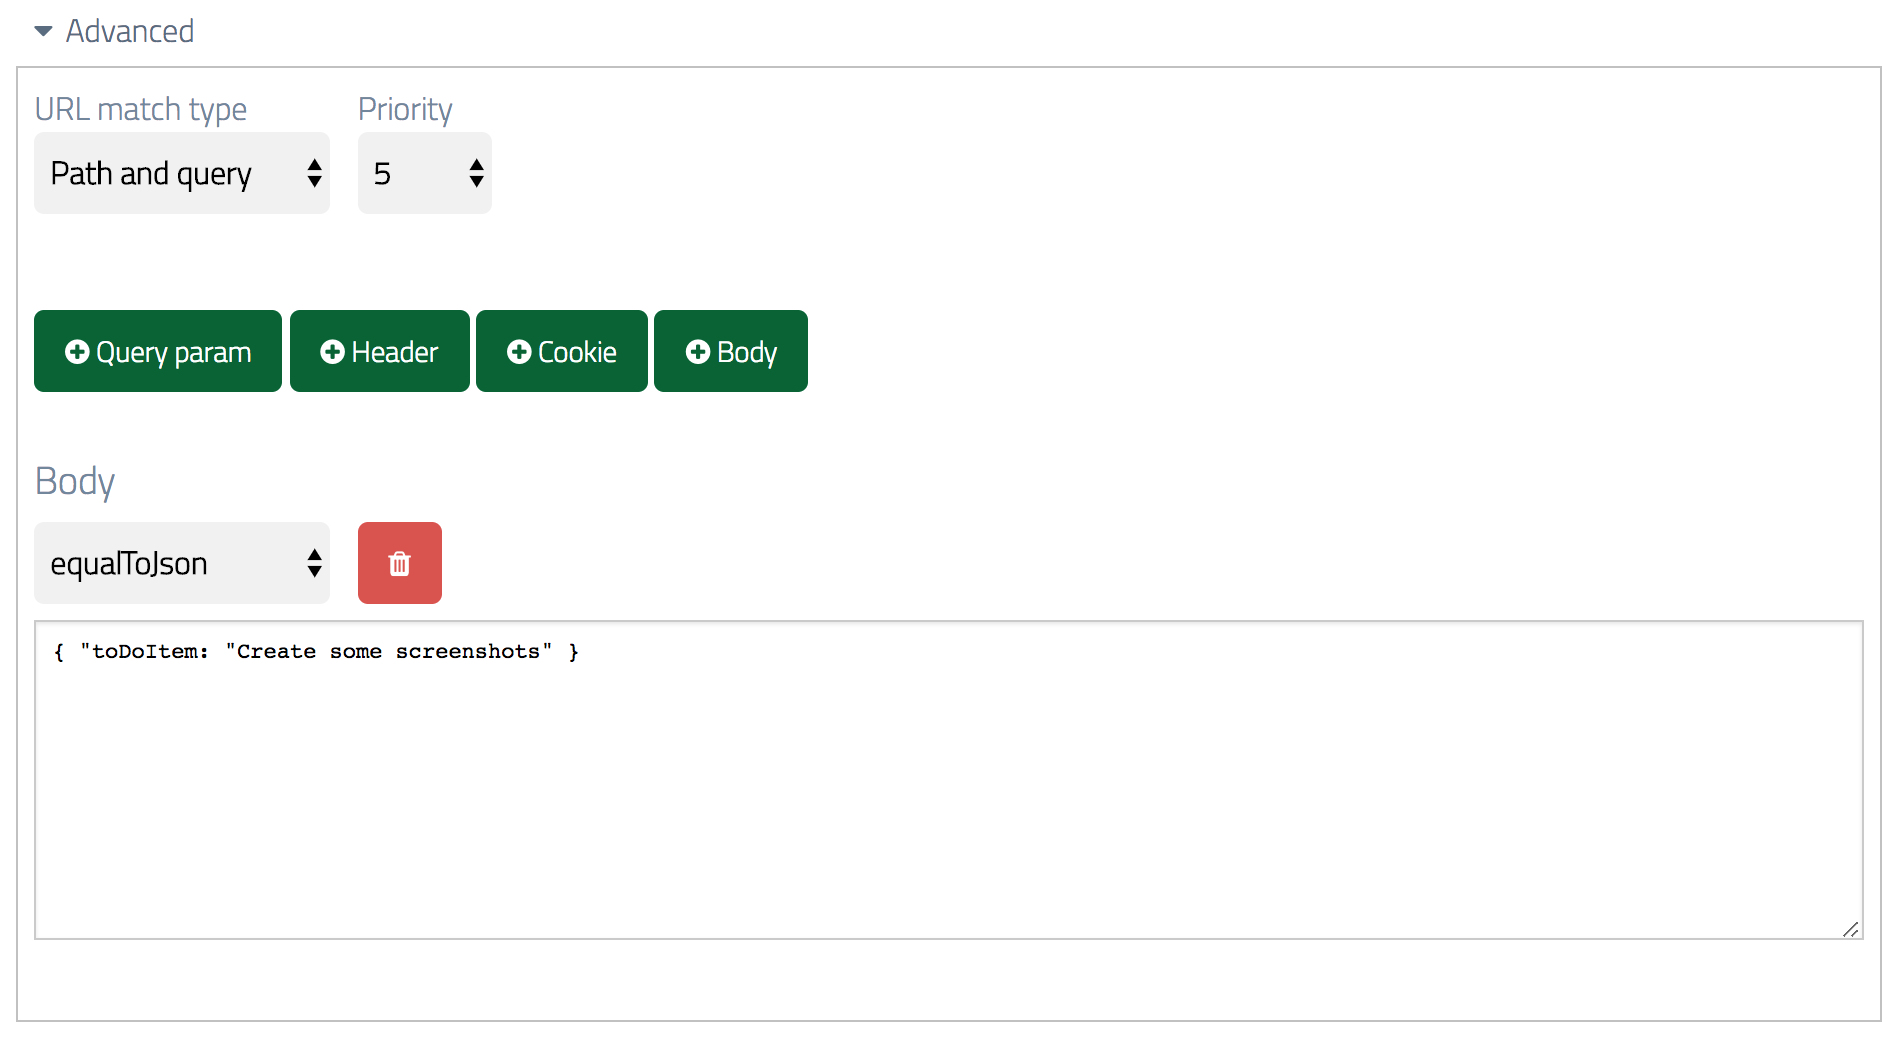 Advanced
URL match type Priority
Path and query 5
Query param Header Cookie Body
Body
equalToJson
{ "toDoItem: "Create some screenshots" }